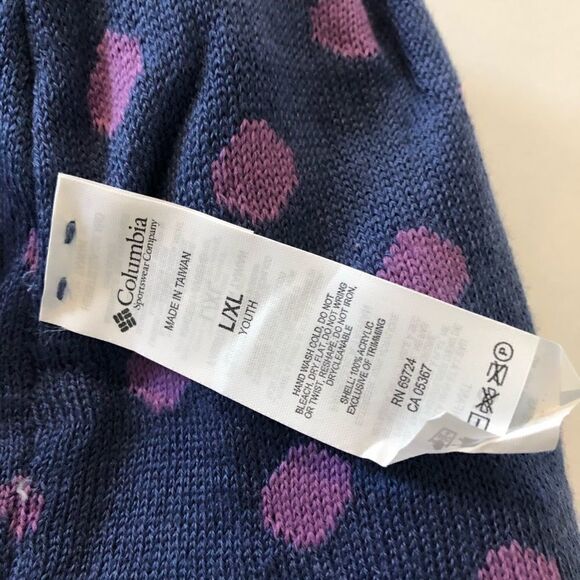 Columbia
Sportswear Company
MADE IN TAIWAN
L/XL
YOUTH
HAND WASH COLD, DO NOT
BLEACH, DRY FLAT, DO NOT WRING
OR TWIST, RESHAPE, DO NOT IRON,
DRYCLEANABLE
SHELL: 100% ACRYLIC
EXCLUSIVE OF TRIMMING
RN 69724
CA 05367
P